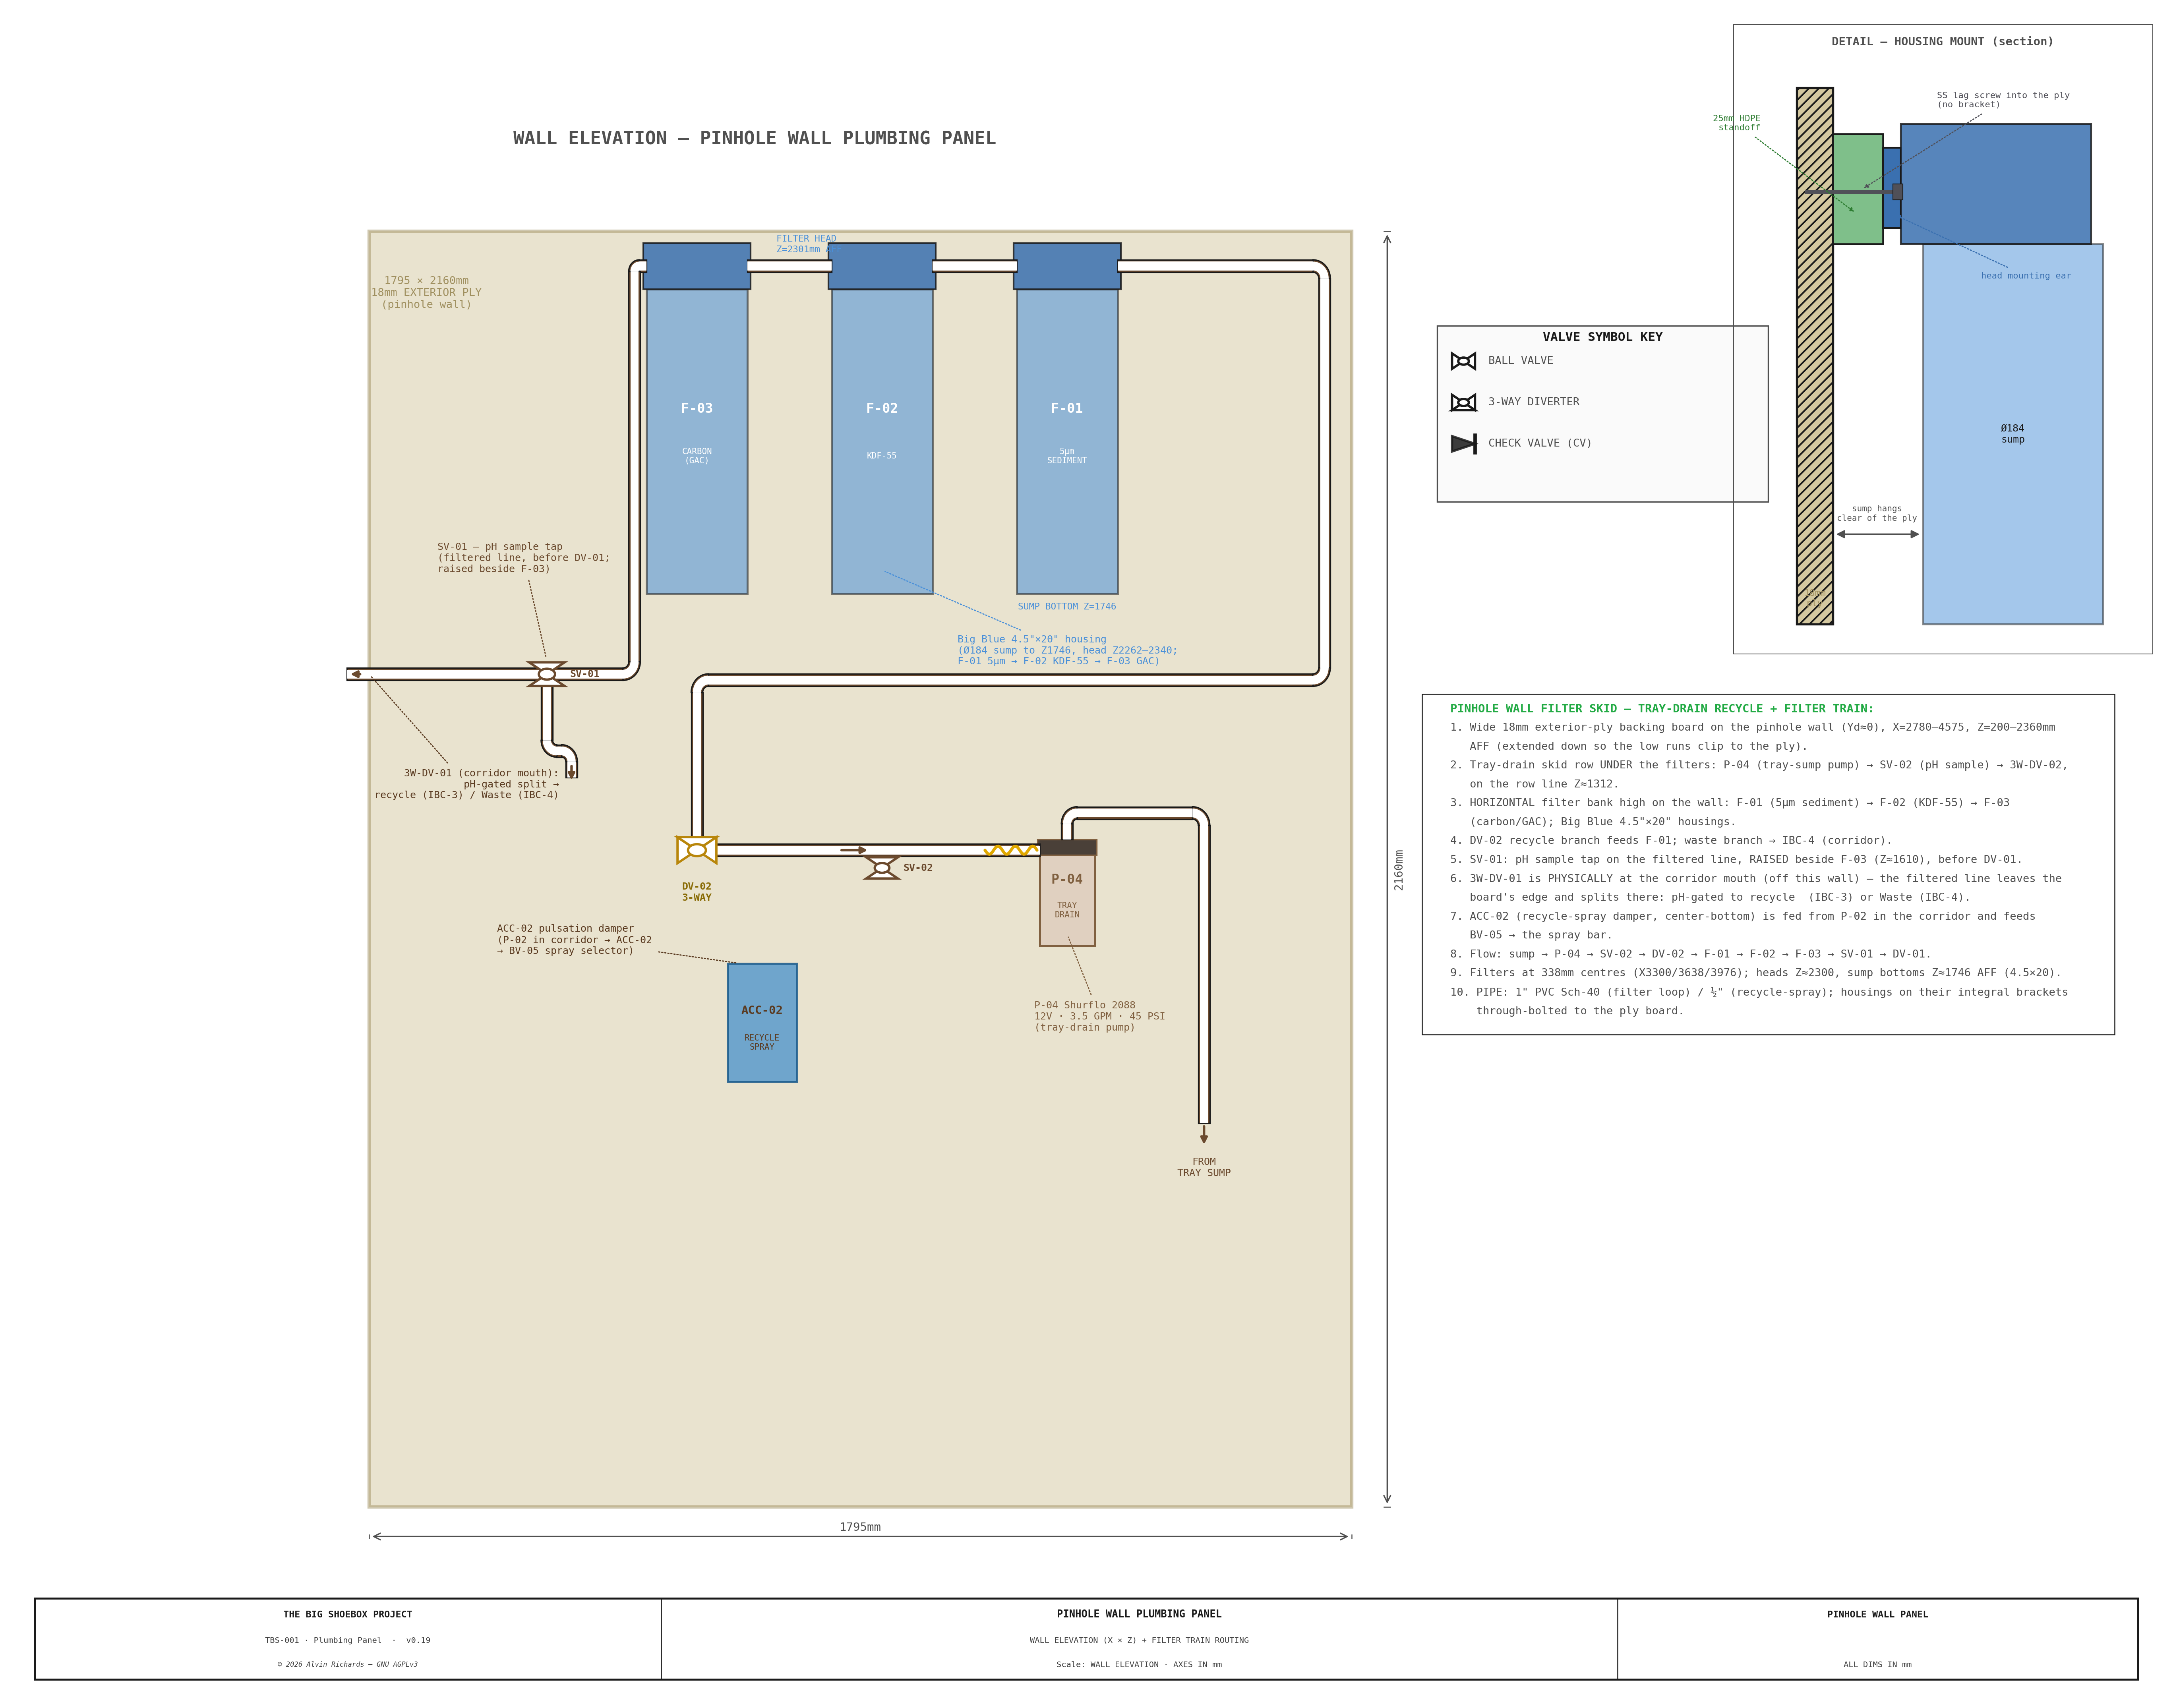 DETAIL — HOUSING MOUNT (section)
SS lag screw into the ply
(no bracket)
25mm HDPE
standoff
head mounting ear
Ø184
sump
sump hangs
clear of the ply
WALL ELEVATION — PINHOLE WALL PLUMBING PANEL
FILTER HEAD
Z=2301mm
1795 × 2160mm
18mm EXTERIOR PLY
(pinhole wall)
F-03
CARBON
(GAC)
F-02
KDF-55
F-01
5μm
SEDIMENT
VALVE SYMBOL KEY
BALL VALVE
3-WAY DIVERTER
CHECK VALVE (CV)
SV-01 — pH sample tap
(filtered line, before DV-01;
raised beside F-03)
SUMP BOTTOM Z=1746
Big Blue 4.5"×20" housing
(Ø184 sump to Z1746, head Z2262–2340;
F-01 5μm → F-02 KDF-55 → F-03 GAC)
SV-01
3W-DV-01 (corridor mouth):
pH-gated split →
recycle (IBC-3) / Waste (IBC-4)
DV-02
3-WAY
SV-02
P-04
TRAY
DRAIN
ACC-02 pulsation damper
(P-02 in corridor → ACC-02
→ BV-05 spray selector)
ACC-02
RECYCLE
SPRAY
P-04 Shurflo 2088
12V · 3.5 GPM · 45 PSI
(tray-drain pump)
FROM
TRAY SUMP
2160mm
1795mm
PINHOLE WALL FILTER SKID — TRAY-DRAIN RECYCLE + FILTER TRAIN:
1. Wide 18mm exterior-ply backing board on the pinhole wall (Yd≈0), X=2780–4575, Z=200–2360mm
AFF (extended down so the low runs clip to the ply).
2. Tray-drain skid row UNDER the filters: P-04 (tray-sump pump) → SV-02 (pH sample) → 3W-DV-02,
on the row line Z≈1312.
3. HORIZONTAL filter bank high on the wall: F-01 (5μm sediment) → F-02 (KDF-55) → F-03
(carbon/GAC); Big Blue 4.5"×20" housings.
4. DV-02 recycle branch feeds F-01; waste branch → IBC-4 (corridor).
5. SV-01: pH sample tap on the filtered line, RAISED beside F-03 (Z≈1610), before DV-01.
6. 3W-DV-01 is PHYSICALLY at the corridor mouth (off this wall) — the filtered line leaves the
board's edge and splits there: pH-gated to recycle (IBC-3) or Waste (IBC-4).
7. ACC-02 (recycle-spray damper, center-bottom) is fed from P-02 in the corridor and feeds
BV-05 → the spray bar.
8. Flow: sump → P-04 → SV-02 → DV-02 → F-01 → F-02 → F-03 → SV-01 → DV-01.
9. Filters at 338mm centres (X3300/3638/3976); heads Z≈2300, sump bottoms Z≈1746 AFF (4.5×20).
10. PIPE: 1" PVC Sch-40 (filter loop) / ½" (recycle-spray); housings on their integral brackets
through-bolted to the ply board.
THE BIG SHOEBOX PROJECT
TBS-001 · Plumbing Panel · v0.19
© 2026 Alvin Richards — GNU AGPLv3
PINHOLE WALL PLUMBING PANEL
WALL ELEVATION (X × Z) + FILTER TRAIN ROUTING
Scale: WALL ELEVATION · AXES IN mm
PINHOLE WALL PANEL
ALL DIMS IN mm